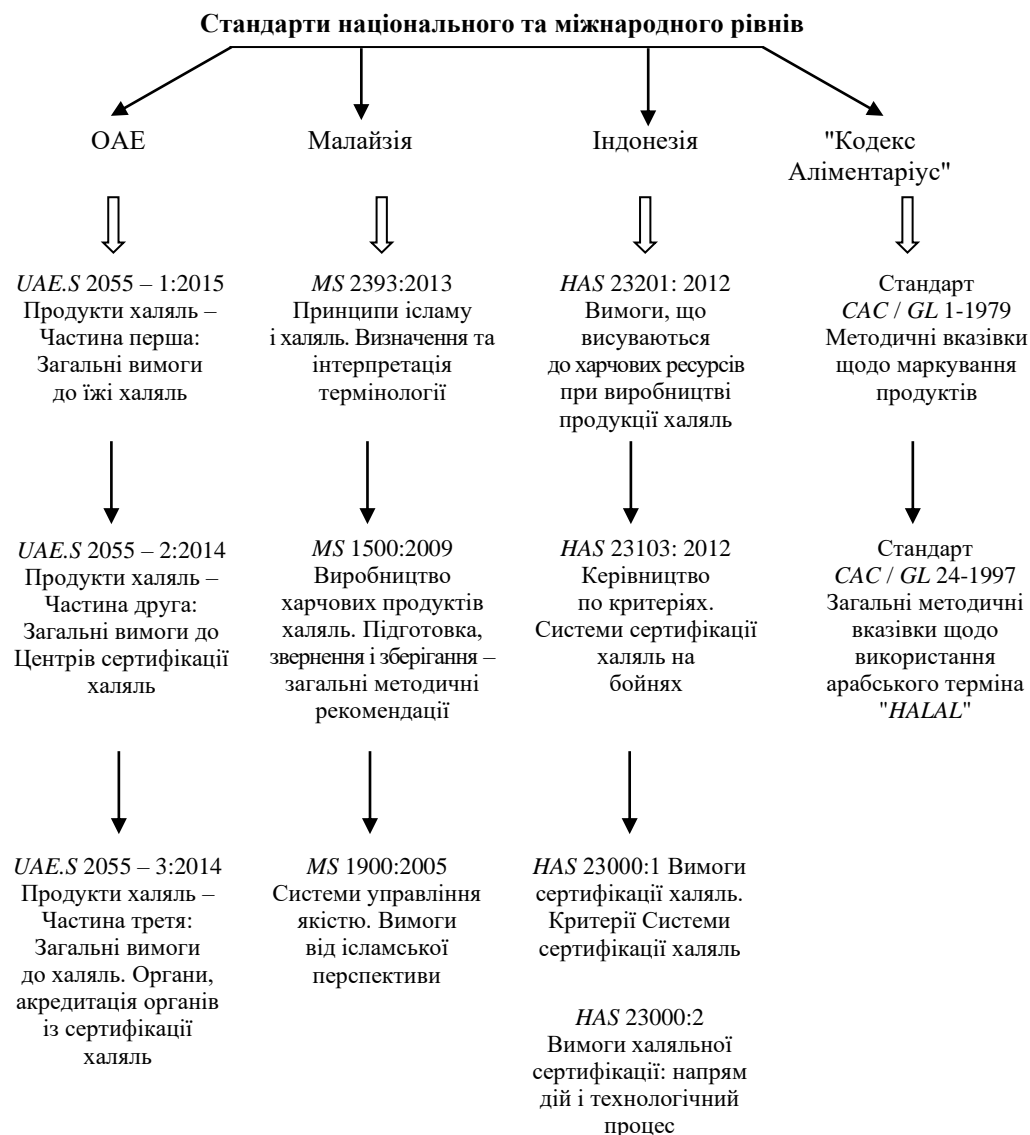 Стандарти національного та міжнародного рівнів
ОАЕ
Малайзія
Індонезія
"Кодекс
Аліментаріус"
UAE.S 2055 – 1:2015
Продукти халяль –
Частина перша:
Загальні вимоги
до їжі халяль
MS 2393:2013
Принципи ісламу
і халяль. Визначення та
інтерпретація
термінології
HAS 23201: 2012
Вимоги, що
висуваються
до харчових ресурсів
при виробництві
продукції халяль
Стандарт
CAC / GL 1-1979
Методичні вказівки
щодо маркування
продуктів
UAE.S 2055 – 2:2014
Продукти халяль –
Частина друга:
Загальні вимоги до
Центрів сертифікації
халяль
MS 1500:2009
Виробництво
харчових продуктів
халяль. Підготовка,
звернення і зберігання –
загальні методичні
рекомендації
HAS 23103: 2012
Керівництво
по критеріях.
Системи сертифікації
халяль на
бойнях
Стандарт
CAC / GL 24-1997
Загальні методичні
вказівки щодо
використання
арабського терміна
"HALAL"
UAE.S 2055 – 3:2014
Продукти халяль –
Частина третя:
Загальні вимоги
до халяль. Органи,
акредитація органів
із сертифікації
халяль
MS 1900:2005
Системи управління
якістю. Вимоги
від ісламської
перспективи
HAS 23000:1 Вимоги
сертифікації халяль.
Критерії Системи
сертифікації халяль
HAS 23000:2
Вимоги халяльної
сертифікації: напрям
дій і технологічний
процес